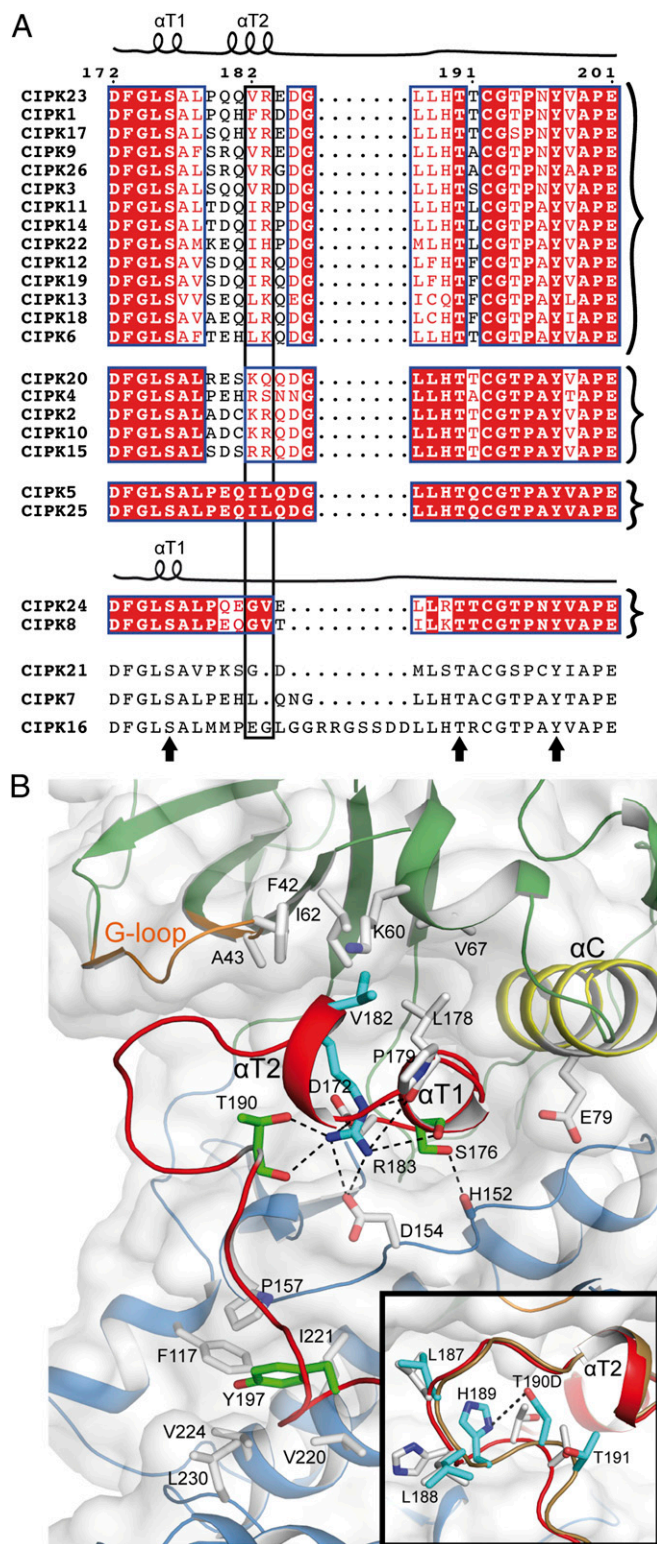 A
αT1 αT2
172 182 191 201
CIPK23 DFGLSALPQQVREDG.......LLHTTCGTPNYVAPE
CIPK1 DFGLSALPQHFREDG.......LLHTTCGTPNYVAPE
CIPK17 DFGLSALSQHYREDG.......LLHTTCGSPNYVAPE
CIPK9 DFGLSAFSRQVREDG.......LLHTACGTPNYVAPE
CIPK26 DFGLSALSRQVRGDG.......LLHTACGTPNYAAPE
CIPK3 DFGLSALSQQVRDDG.......LLHTSCGTPNYVAPE
CIPK11 DFGLSALTDQIRPDG.......LLHTLCGTPAYVAPE
CIPK14 DFGLSALTDQIRPDG.......LLHTLCGTPAYVAPE
CIPK22 DFGLSAMKEQIHPDG.......MLHTLCGTPAYVAPE
CIPK12 DFGLSAVSDQIRQDG.......LFHTFCGTPAYVAPE
CIPK19 DFGLSAVSDQIRQDG.......LFHTFCGTPAYVAPE
CIPK13 DFGLSVVSEQLKQEG.......ICQTFCGTPAYLAPE
CIPK18 DFGLSAVAEQLRQDG.......LCHTFCGTPAYIAPE
CIPK6 DFGLSAFTEHLKQDG.......LLHTTCGTPAYVAPE
CIPK20 DFGLSALRESKQQDG.......LLHTTCGTPAYVAPE
CIPK4 DFGLSALPEHRSNNG.......LLHTACGTPAYTAPE
CIPK2 DFGLSALADCKRQDG.......LLHTTCGTPAYVAPE
CIPK10 DFGLSALADCKRQDG.......LLHTTCGTPAYVAPE
CIPK15 DFGLSALSDSRRQDG.......LLHTTCGTPAYVAPE
CIPK5 DFGLSALPEQILQDG.......LLHTQCGTPAYVAPE
CIPK25 DFGLSALPEQILQDG.......LLHTQCGTPAYVAPE
αT1
CIPK24 DFGLSALPQEGVE.........LLRTTCGTPNYVAPE
CIPK8 DFGLSALPEQGVT.........ILKTTCGTPNYVAPE
CIPK21 DFGLSAVPKSG.D.........MLSTACGSPCYIAPE
CIPK7 DFGLSALPEHL.QNG.......LLHTACGTPAYTAPE
CIPK16 DFGLSALMMPEGLGGRRGSSDDLLHTRCGTPAYVAPE
B
F42
I62
K60
G-loop
A43
V67
αC
V182
L178
αT2
P179
D172
αT1
T190
E79
R183
S176
H152
D154
P157
I221
F117
Y197
V224
V220
L230
L187
αT2
T190D
H189
T191
L188